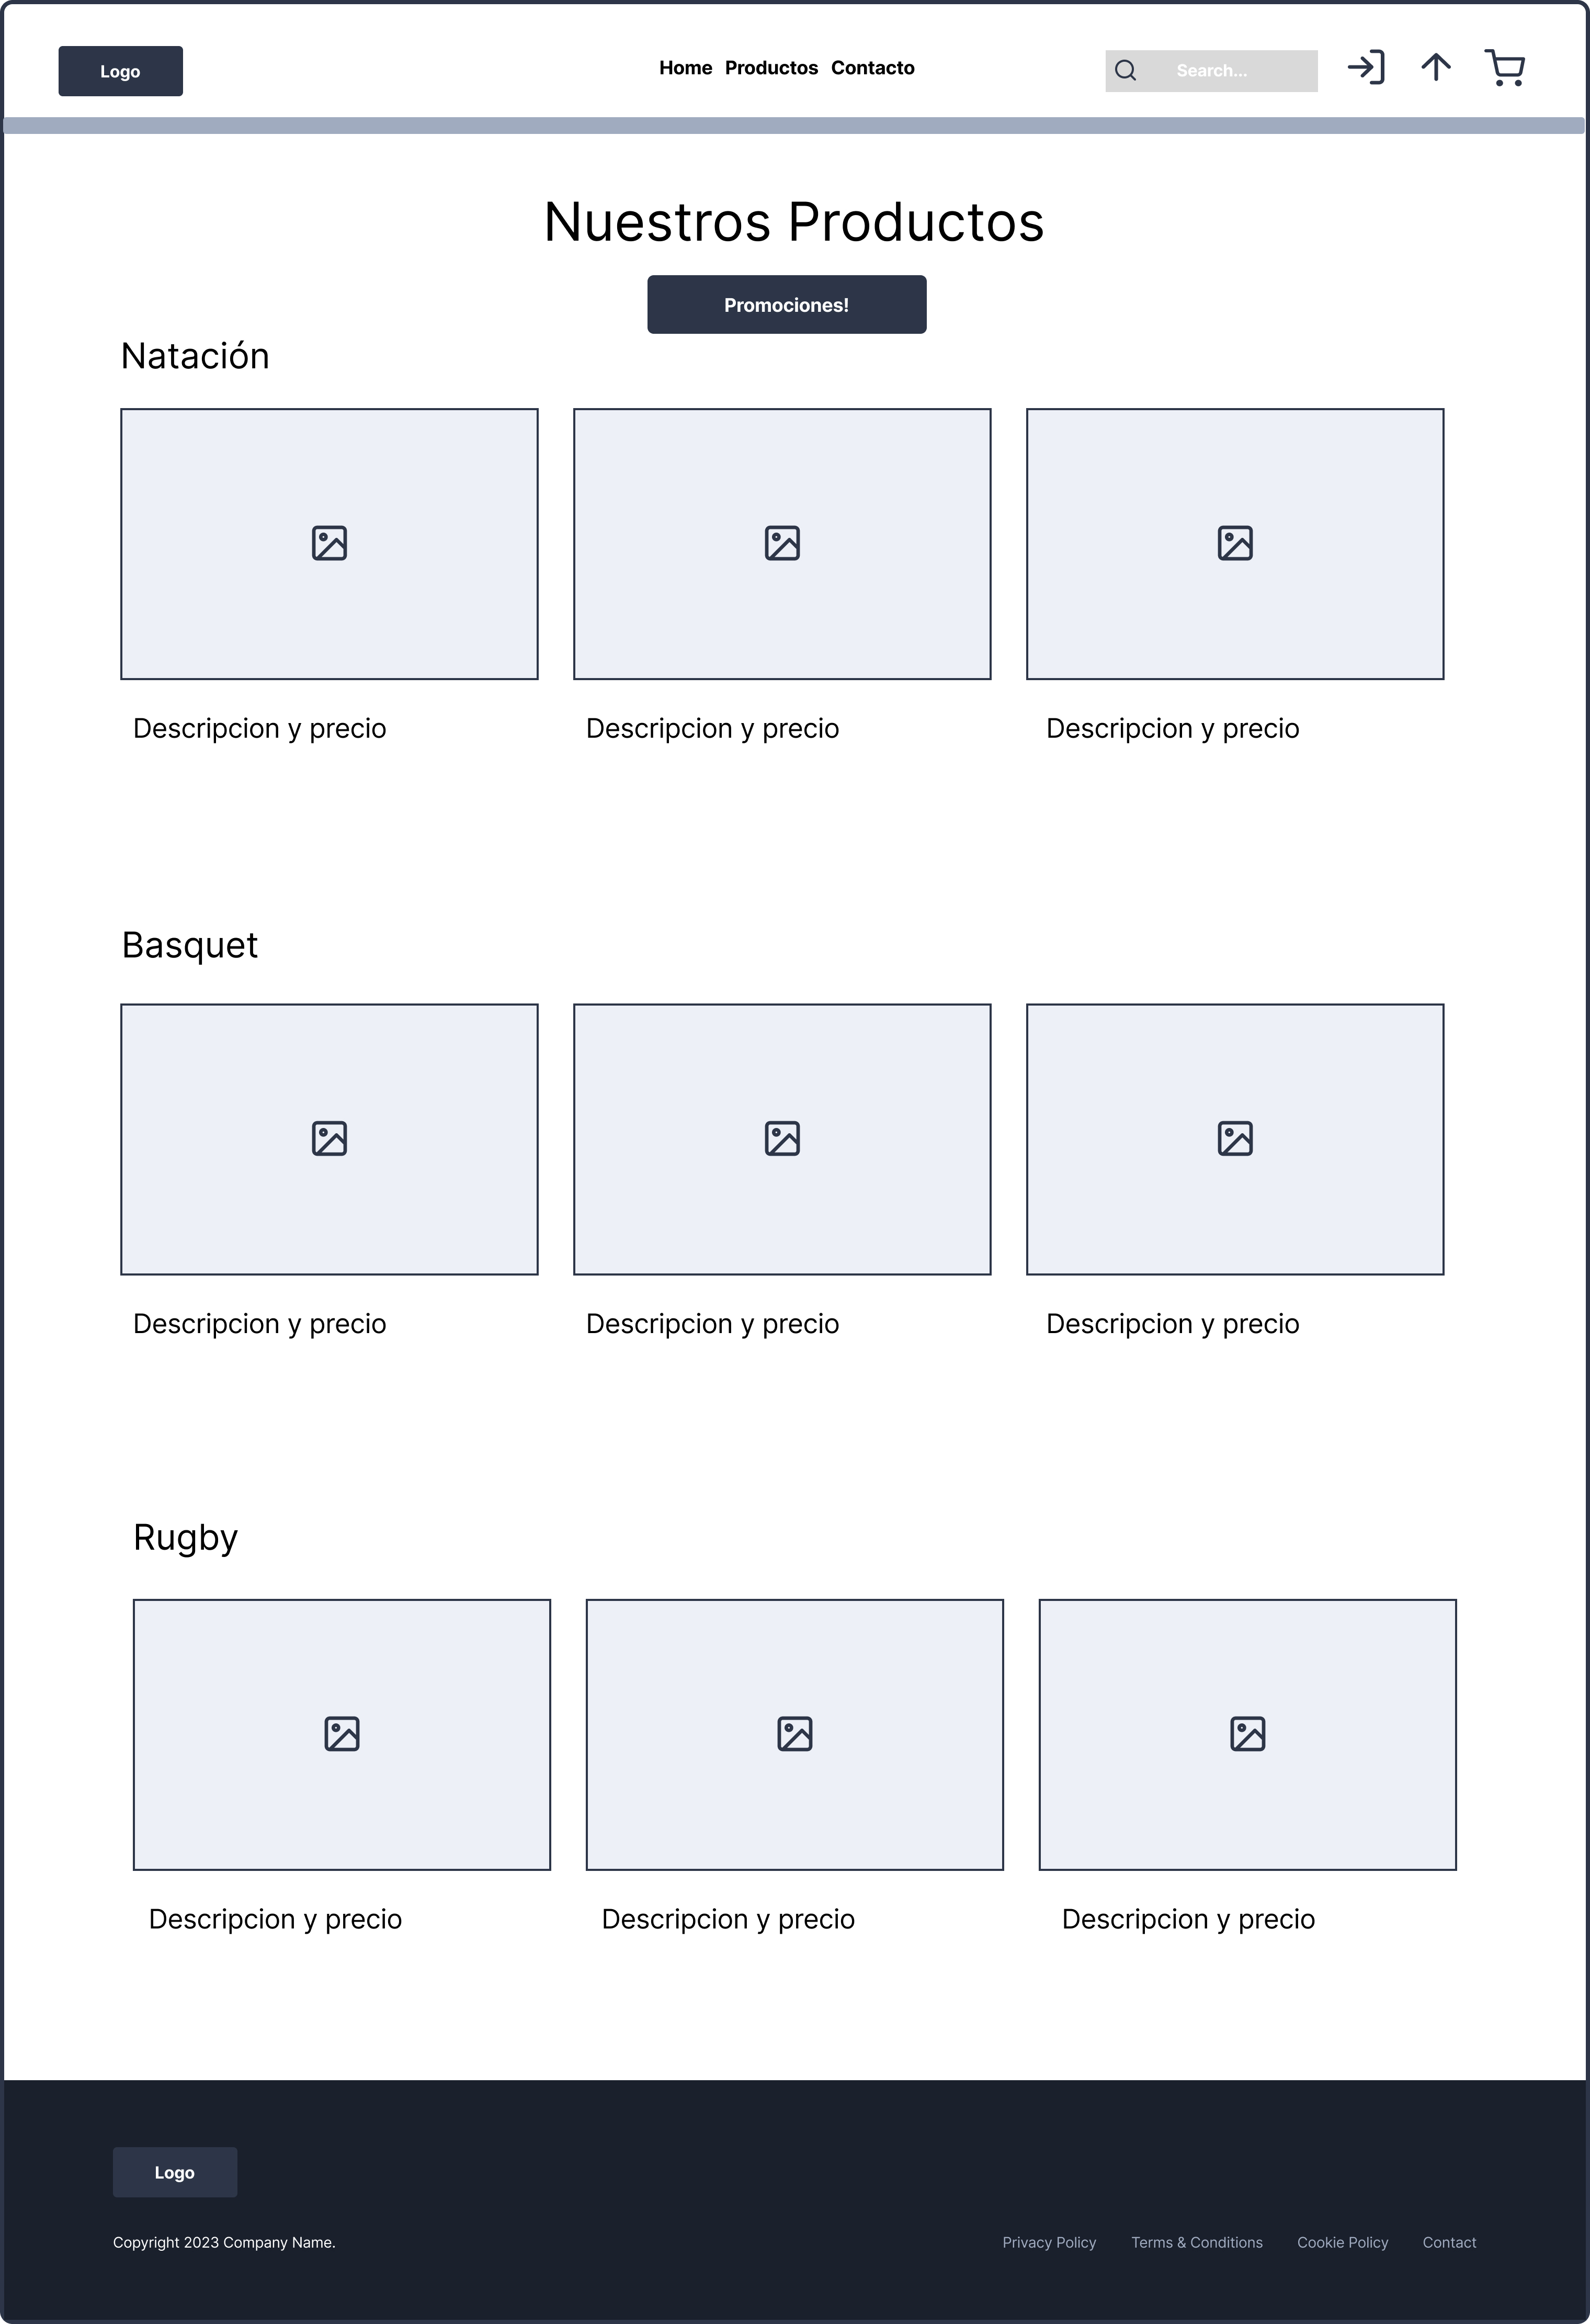 Logo
Home Productos Contacto
Search...
Nuestros Productos
Promociones!
Natación
Descripcion y precio
Descripcion y precio
Descripcion y precio
Basquet
Descripcion y precio
Descripcion y precio
Descripcion y precio
Rugby
Descripcion y precio
Descripcion y precio
Descripcion y precio
Logo
Copyright 2023 Company Name.
Privacy Policy
Terms & Conditions
Cookie Policy
Contact